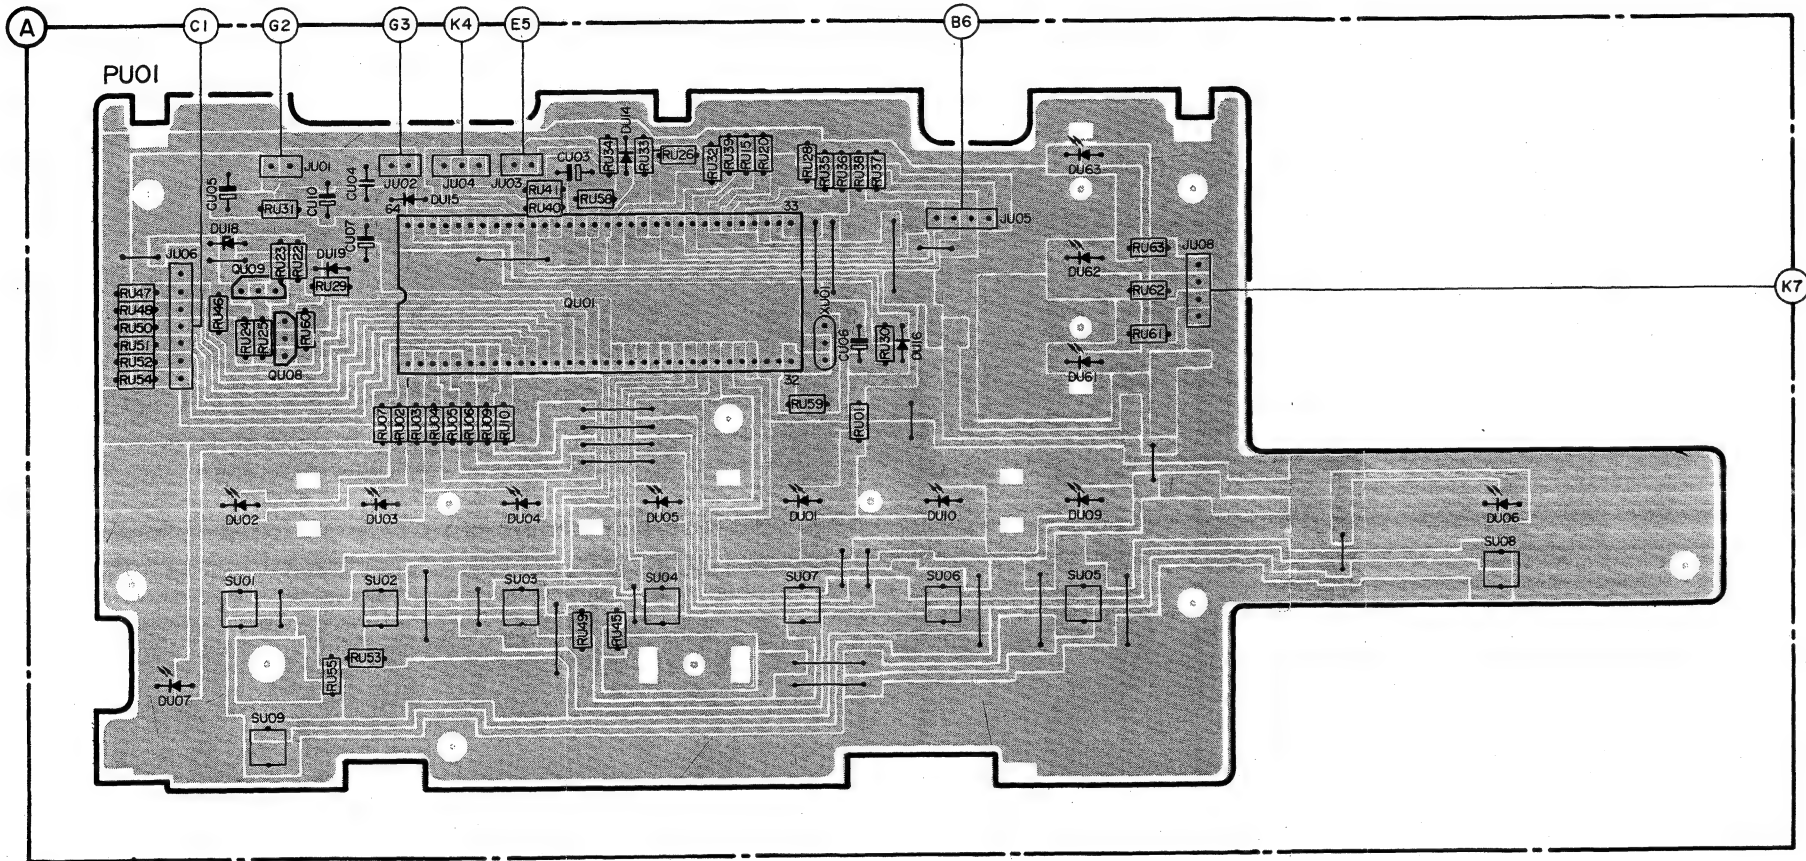 A C1 G2 G3 K4 E5 B6
PU01
DU14
RU34 RU33 RU26 RU32 RU39 RU15 RU20 RU28 RU35 RU36 RU38 RU37
DU63
JU01 JU02 JU04 JU03 CU03
CU05 CU10 CU04 RU41 RU58
RU31 64 DU15 RU40 33 JU05
DU18 CU07
JU06 QU09 RU23 RU22 DU19 DU62 RU63 JU08
RU47 RU29 RU62 K7
RU48 RU46 QU01 XU01
RU50 RU24 RU25 RU60 CU06 RU30 DU16 RU61
RU51
RU52
RU54 QU08 1 32 DU61
RU07 RU02 RU03 RU04 RU05 RU06 RU09 RU10 RU59 RU01
DU02 DU03 DU04 DU05 DU01 DU10 DU09 DU06
SU08
SU01 SU02 SU03 SU04 SU07 SU06 SU05
RU49 RU45
RU55 RU53
DU07
SU09